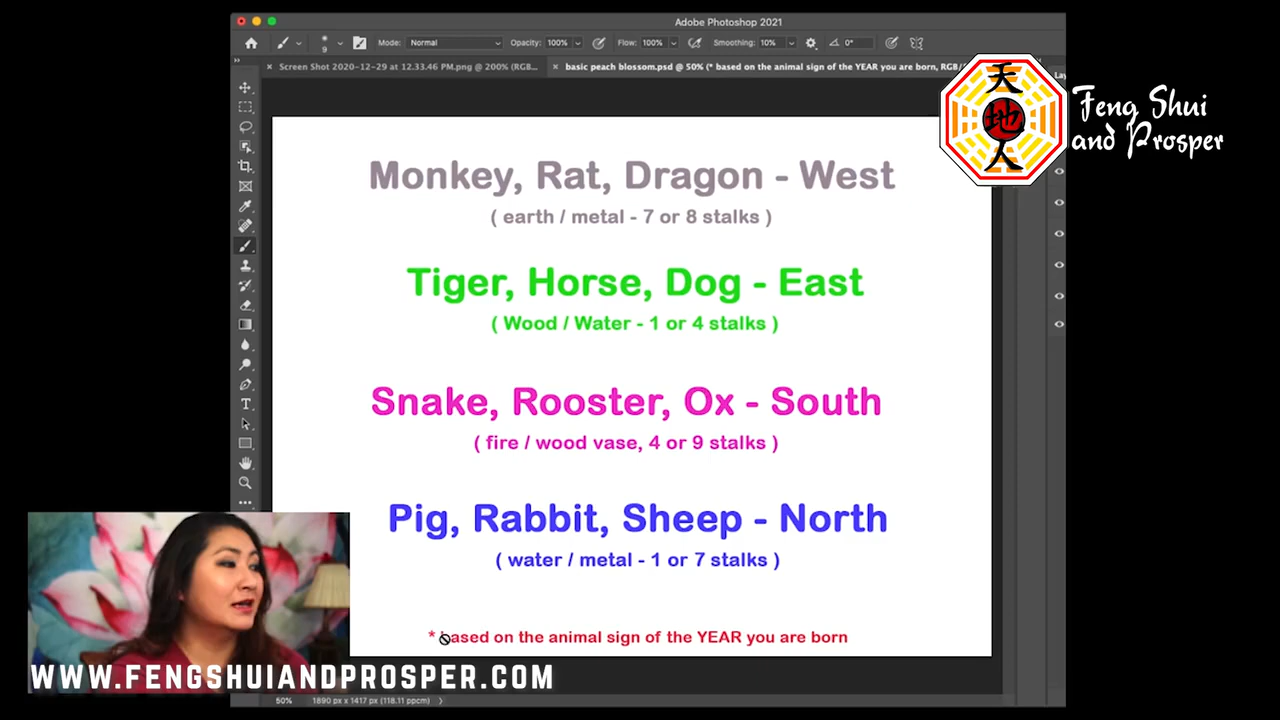 Adobe Photoshop 2021
9
Mode: Normal
Opacity: 100%
Flow: 100%
Smoothing: 10%
0°
Screen Shot 2020-12-29 at 12.33.46 PM.png @ 200% (RGB...
basic peach blossom.psd @ 50% (* based on the animal sign of the YEAR you are born, RGB/
天
地
人
Feng Shui
and Prosper
Monkey, Rat, Dragon - West
( earth / metal - 7 or 8 stalks )
Tiger, Horse, Dog - East
( Wood / Water - 1 or 4 stalks )
Snake, Rooster, Ox - South
( fire / wood vase, 4 or 9 stalks )
Pig, Rabbit, Sheep - North
( water / metal - 1 or 7 stalks )
* based on the animal sign of the YEAR you are born
WWW.FENGSHUIANDPROSPER.COM
50%
1890 px x 1417 px (118.11 ppcm)